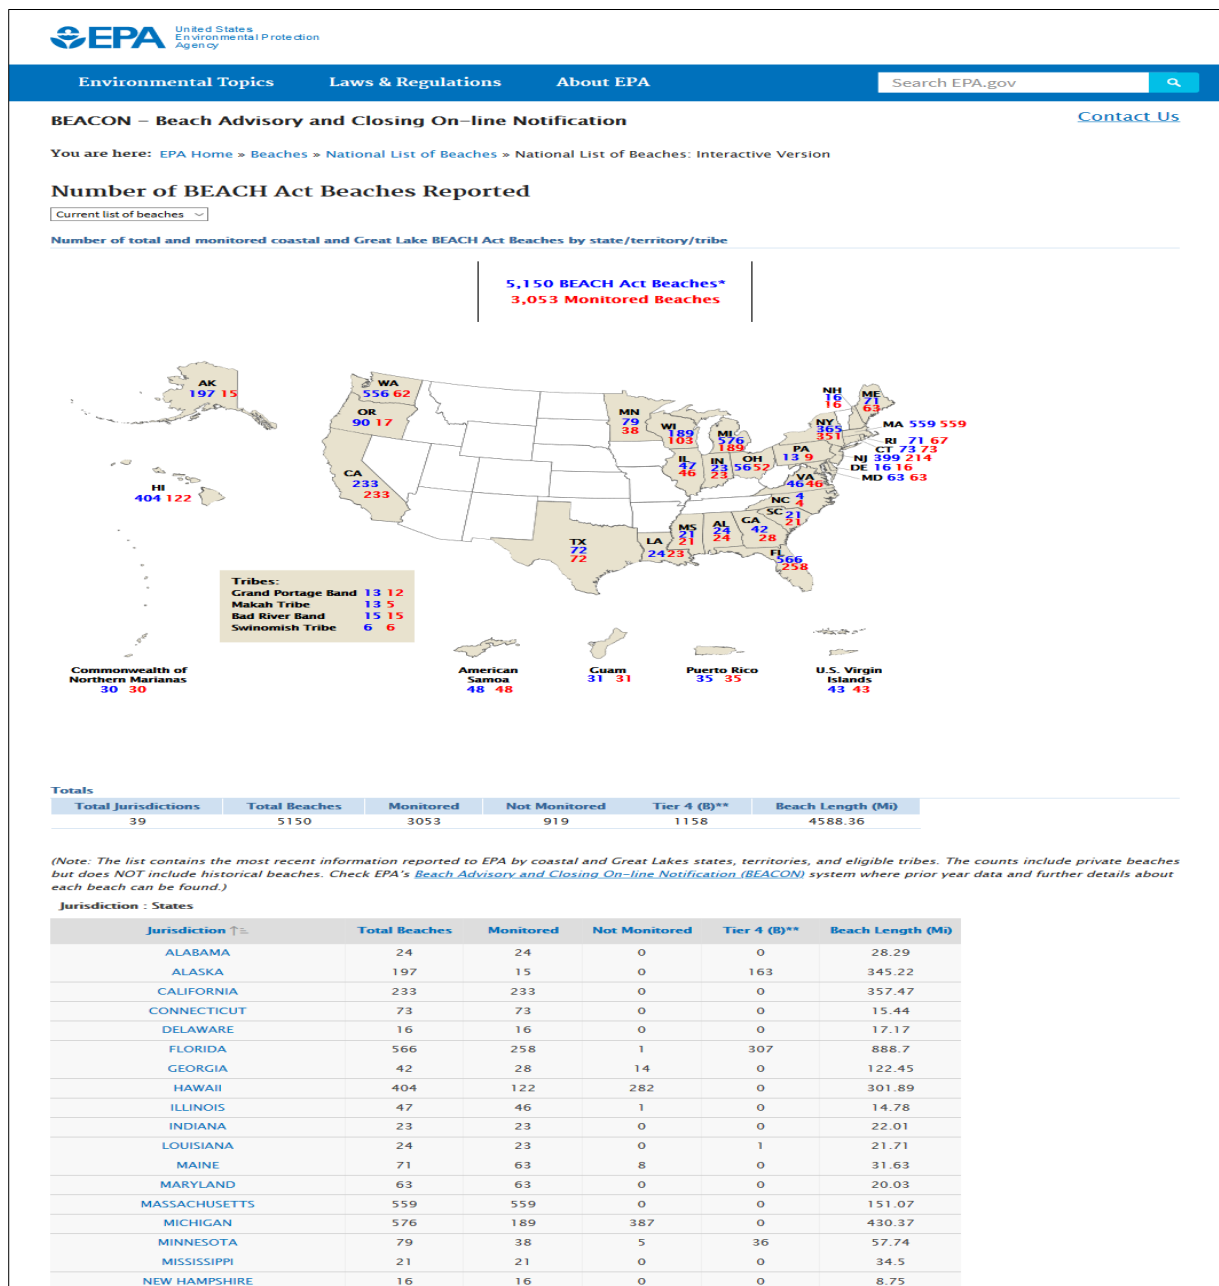 EPA United States
Environmental Protection
Agency
Environmental Topics Laws & Regulations About EPA Search EPA.gov
BEACON – Beach Advisory and Closing On–line Notification Contact Us
You are here: EPA Home » Beaches » National List of Beaches » National List of Beaches: Interactive Version
Number of BEACH Act Beaches Reported
Current list of beaches
Number of total and monitored coastal and Great Lake BEACH Act Beaches by state/territory/tribe
5,150 BEACH Act Beaches*
3,053 Monitored Beaches
AK
197 15
WA
556 62
OR
90 17
CA
233
233
HI
404 122
MN
79
38
WI
189
103
MI
576
189
IL
47
46
IN
23
23
OH
56 52
NH
16
16
ME
71
63
NY
365
351
MA 559 559
RI 71 67
CT 73 73
NJ 399 214
DE 16 16
MD 63 63
PA
13 9
VA
46 46
NC 4
4
SC 21
21
GA
42
28
AL
24
24
MS
21
21
LA
24 23
TX
72
72
FL
566
258
Tribes:
Grand Portage Band 13 12
Makah Tribe 13 5
Bad River Band 15 15
Swinomish Tribe 6 6
Commonwealth of
Northern Marianas
30 30
American
Samoa
48 48
Guam
31 31
Puerto Rico
35 35
U.S. Virgin
Islands
43 43
Totals
Total Jurisdictions Total Beaches Monitored Not Monitored Tier 4 (B)** Beach Length (Mi)
39 5150 3053 919 1158 4588.36
(Note: The list contains the most recent information reported to EPA by coastal and Great Lakes states, territories, and eligible tribes. The counts include private beaches
but does NOT include historical beaches. Check EPA's Beach Advisory and Closing On–line Notification (BEACON) system where prior year data and further details about
each beach can be found.)
Jurisdiction : States
Jurisdiction Total Beaches Monitored Not Monitored Tier 4 (B)** Beach Length (Mi)
ALABAMA 24 24 0 0 28.29
ALASKA 197 15 0 163 345.22
CALIFORNIA 233 233 0 0 357.47
CONNECTICUT 73 73 0 0 15.44
DELAWARE 16 16 0 0 17.17
FLORIDA 566 258 1 307 888.7
GEORGIA 42 28 14 0 122.45
HAWAII 404 122 282 0 301.89
ILLINOIS 47 46 1 0 14.78
INDIANA 23 23 0 0 22.01
LOUISIANA 24 23 0 1 21.71
MAINE 71 63 8 0 31.63
MARYLAND 63 63 0 0 20.03
MASSACHUSETTS 559 559 0 0 151.07
MICHIGAN 576 189 387 0 430.37
MINNESOTA 79 38 5 36 57.74
MISSISSIPPI 21 21 0 0 34.5
NEW HAMPSHIRE 16 16 0 0 8.75